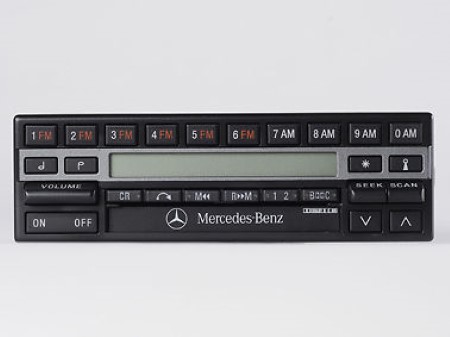 1 FM 2 FM 3 FM 4 FM 5 FM 6 FM 7 AM 8 AM 9 AM 0 AM
VOLUME CR M◀◀ R▶▶M 1 2 SEEK SCAN
ON OFF Mercedes-Benz